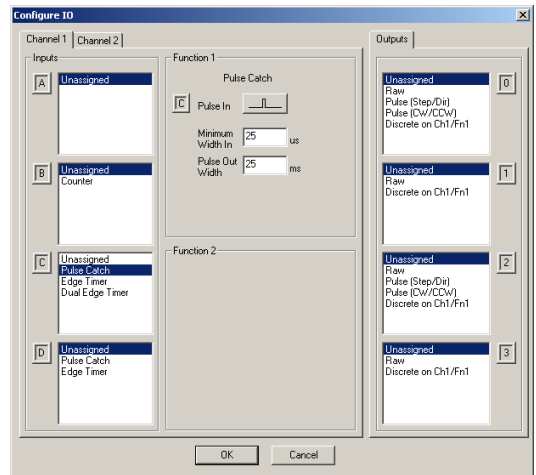 Configure IO
Channel 1
Channel 2
Inputs
A
Unassigned
B
Unassigned
Counter
C
Unassigned
Pulse Catch
Edge Timer
Dual Edge Timer
D
Unassigned
Pulse Catch
Edge Timer
Function 1
Pulse Catch
C
Pulse In
Minimum
Width In
25
us
Pulse Out
Width
25
ms
Function 2
Outputs
Unassigned
Raw
Pulse (Step/Dir)
Pulse (CW/CCW)
Discrete on Ch1/Fn1
0
Unassigned
Raw
Discrete on Ch1/Fn1
1
Unassigned
Raw
Pulse (Step/Dir)
Pulse (CW/CCW)
Discrete on Ch1/Fn1
2
Unassigned
Raw
Discrete on Ch1/Fn1
3
OK
Cancel